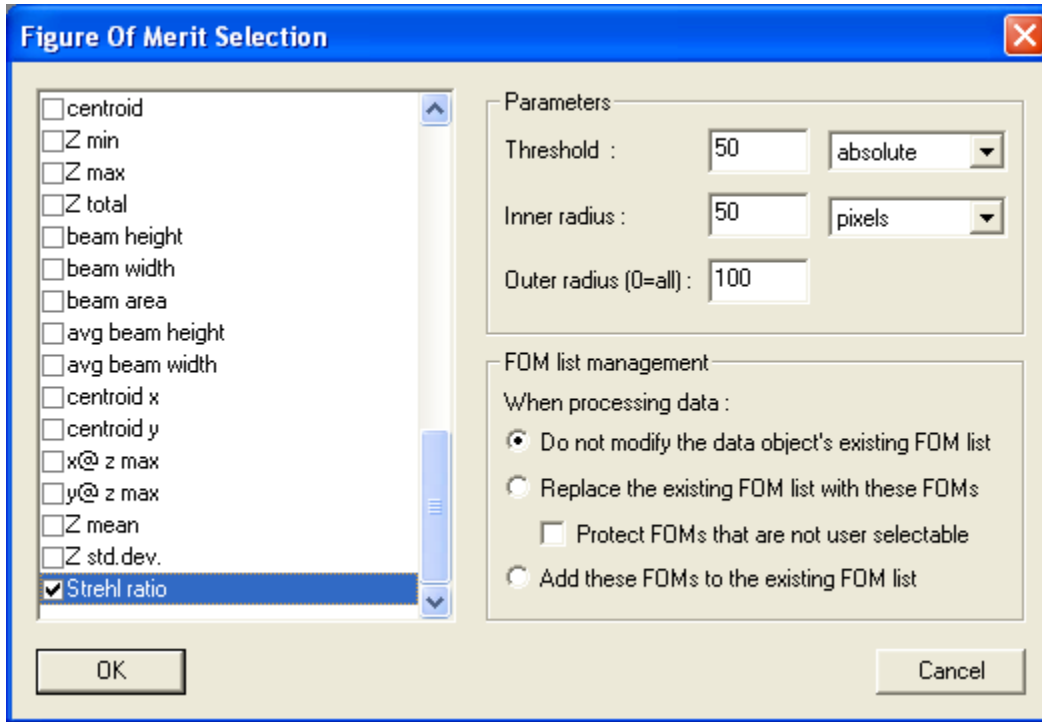 Figure Of Merit Selection
centroid
Z min
Z max
Z total
beam height
beam width
beam area
avg beam height
avg beam width
centroid x
centroid y
x@ z max
y@ z max
Z mean
Z std.dev.
Strehl ratio
Parameters
Threshold : 50 absolute
Inner radius : 50 pixels
Outer radius (0=all) : 100
FOM list management
When processing data :
Do not modify the data object's existing FOM list
Replace the existing FOM list with these FOMs
Protect FOMs that are not user selectable
Add these FOMs to the existing FOM list
OK
Cancel